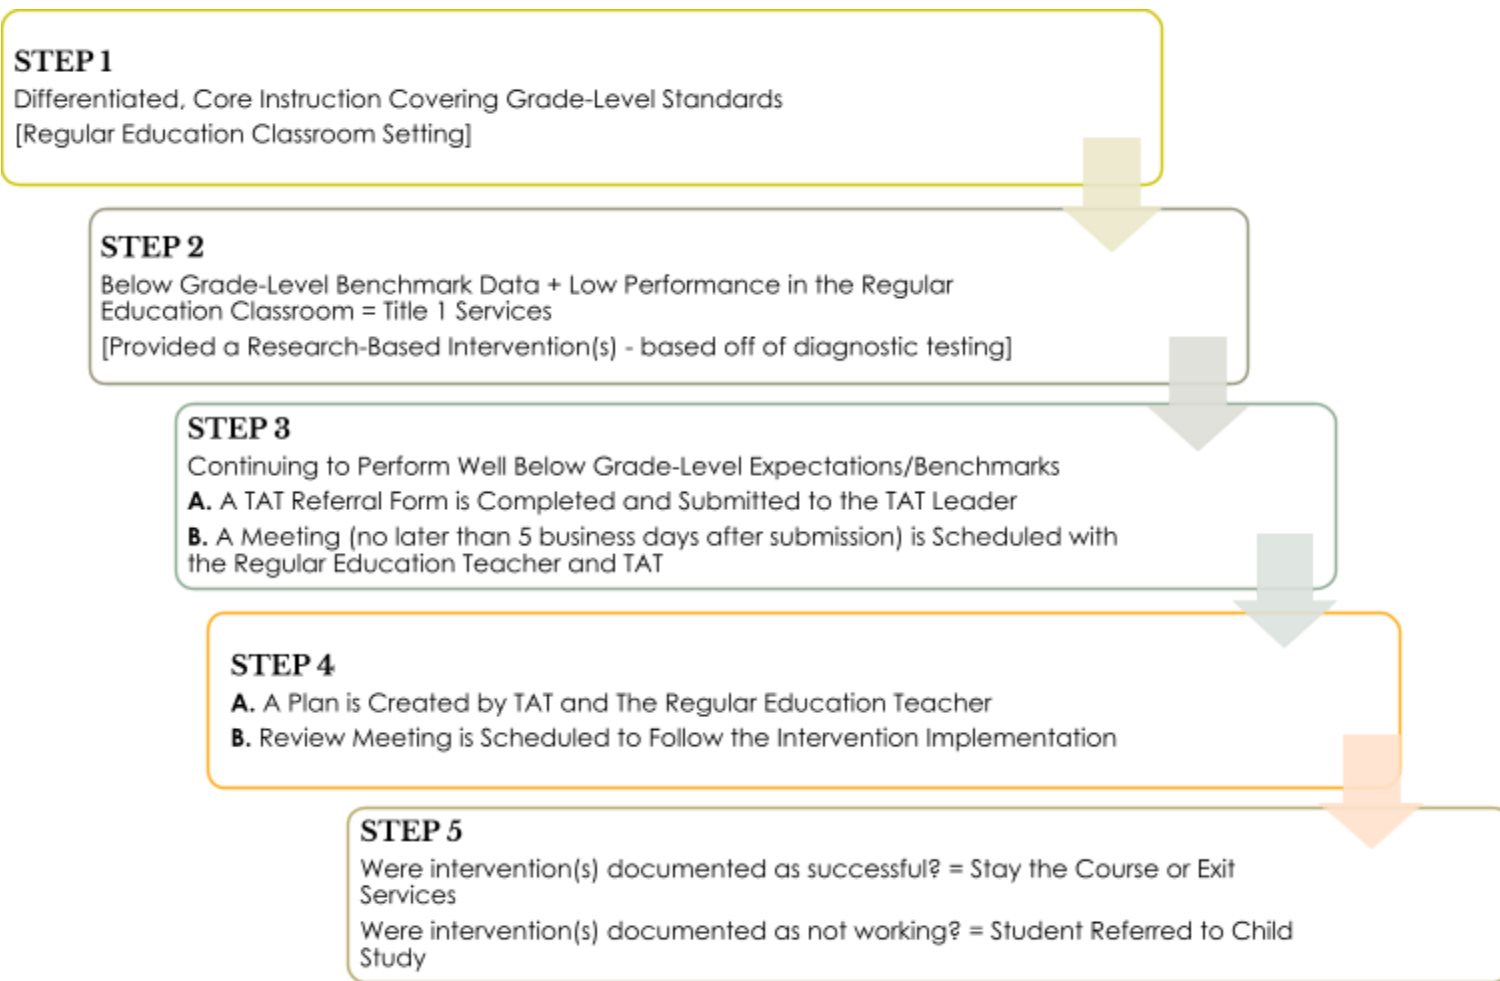 STEP 1
Differentiated, Core Instruction Covering Grade-Level Standards
[Regular Education Classroom Setting]
STEP 2
Below Grade-Level Benchmark Data + Low Performance in the Regular
Education Classroom = Title 1 Services
[Provided a Research-Based Intervention(s) - based off of diagnostic testing]
STEP 3
Continuing to Perform Well Below Grade-Level Expectations/Benchmarks
A. A TAT Referral Form is Completed and Submitted to the TAT Leader
B. A Meeting (no later than 5 business days after submission) is Scheduled with
the Regular Education Teacher and TAT
STEP 4
A. A Plan is Created by TAT and The Regular Education Teacher
B. Review Meeting is Scheduled to Follow the Intervention Implementation
STEP 5
Were intervention(s) documented as successful? = Stay the Course or Exit
Services
Were intervention(s) documented as not working? = Student Referred to Child
Study